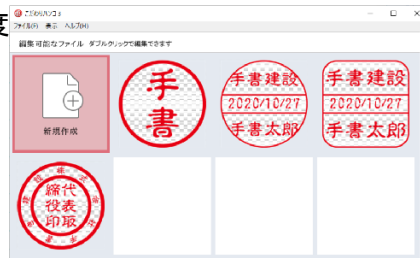 度
こだわりハンコ3
ファイル(F) 表示 ヘルプ(H)
編集可能なファイル ダブルクリックで編集できます
新規作成
手書
手書建設
2020/10/27
手書太郎
手書建設
2020/10/27
手書太郎
代表
締役
取印